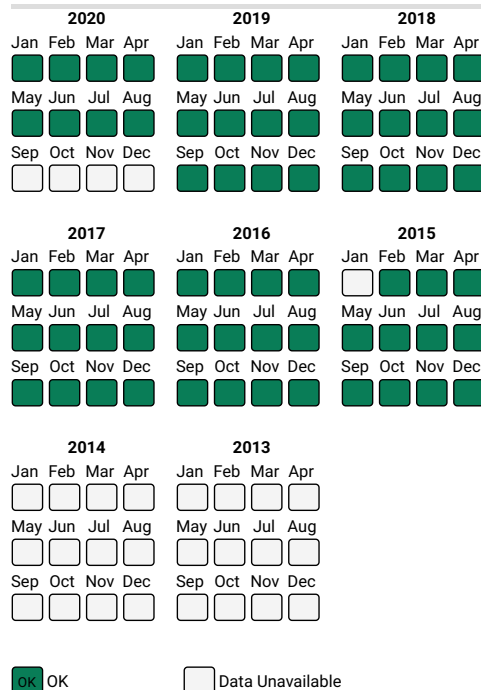 2020 2019 2018
Jan Feb Mar Apr Jan Feb Mar Apr Jan Feb Mar Apr
May Jun Jul Aug May Jun Jul Aug May Jun Jul Aug
Sep Oct Nov Dec Sep Oct Nov Dec Sep Oct Nov Dec
2017 2016 2015
Jan Feb Mar Apr Jan Feb Mar Apr Jan Feb Mar Apr
May Jun Jul Aug May Jun Jul Aug May Jun Jul Aug
Sep Oct Nov Dec Sep Oct Nov Dec Sep Oct Nov Dec
2014 2013
Jan Feb Mar Apr Jan Feb Mar Apr
May Jun Jul Aug May Jun Jul Aug
Sep Oct Nov Dec Sep Oct Nov Dec
OK OK Data Unavailable